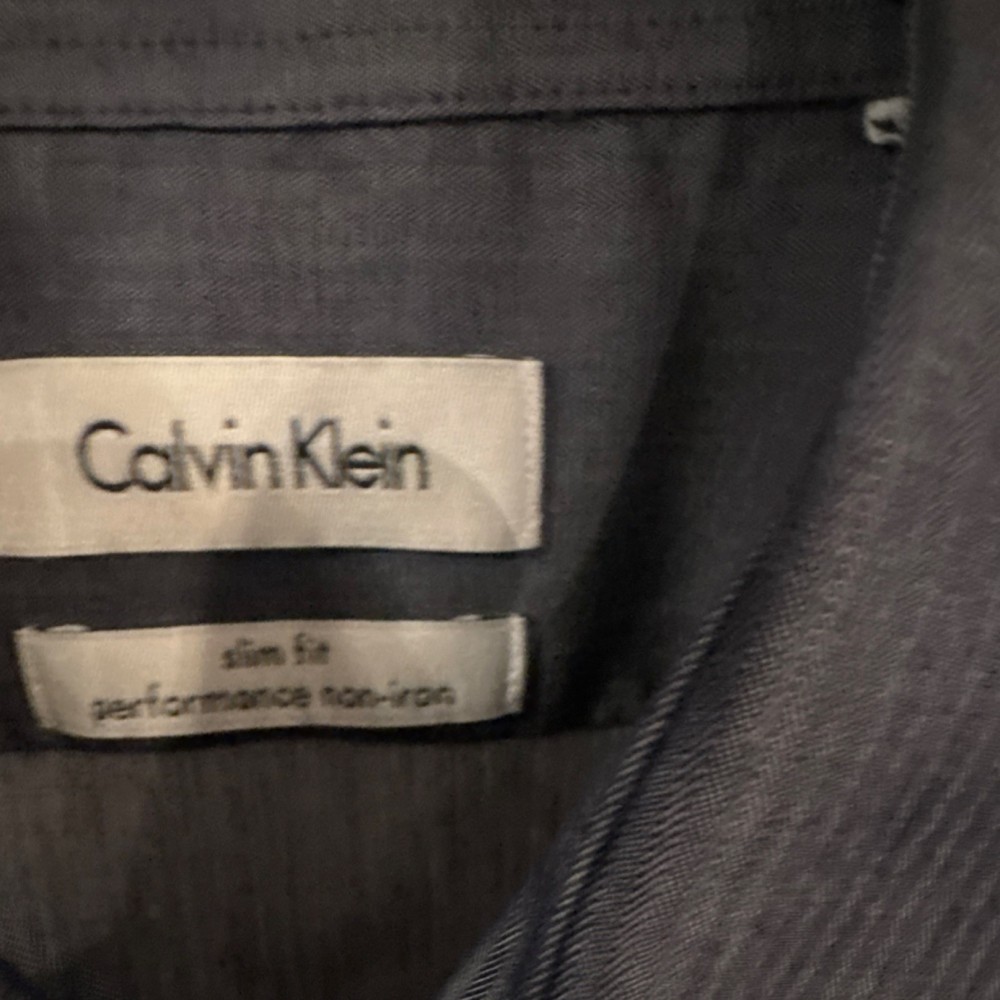 Calvin Klein
slim fit
performance non-iron